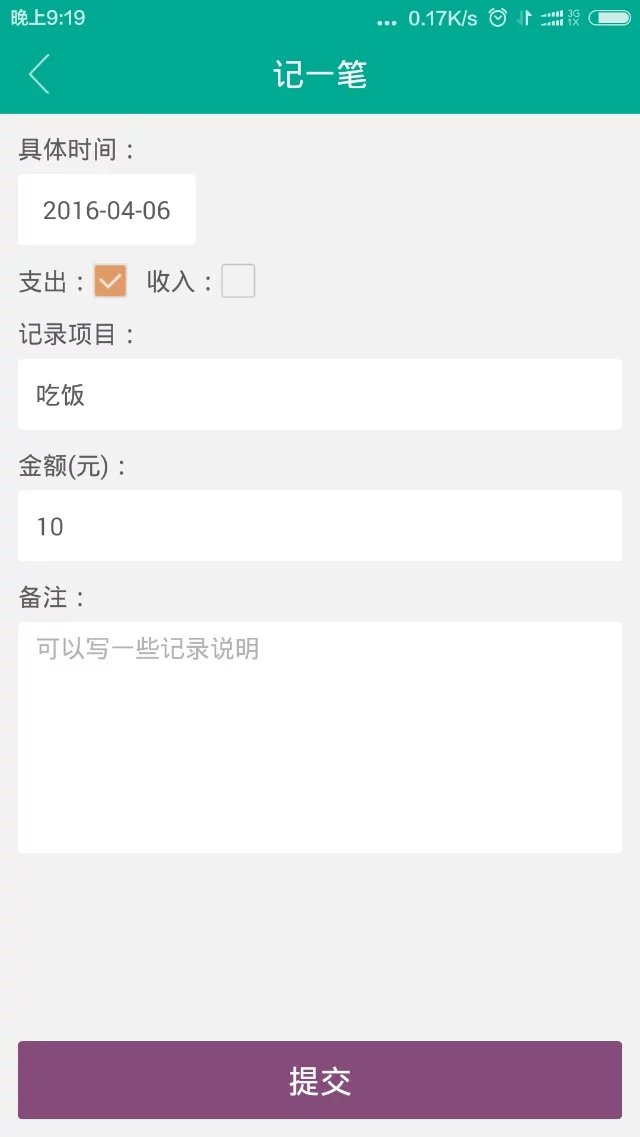 晚上9:19 ... 0.17K/s 3G 1X
记一笔
具体时间：
2016-04-06
支出： 收入：
记录项目：
吃饭
金额(元)：
10
备注：
可以写一些记录说明
提交